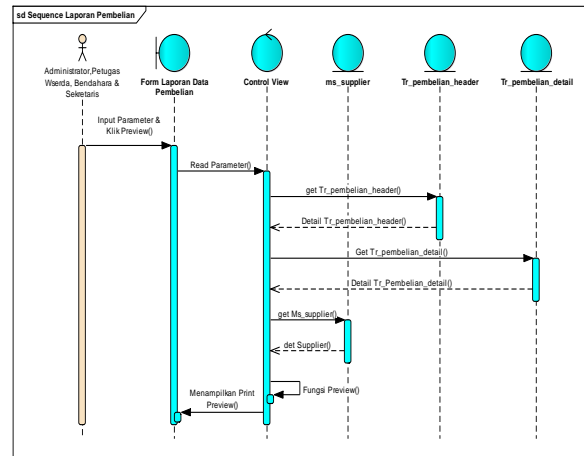 sd Sequence Laporan Pembelian
Administrator,Petugas
Waserda, Bendahara &
Sekretaris
Form Laporan Data
Pembelian
Control View
ms_supplier
Tr_pembelian_header
Tr_pembelian_detail
Input Parameter &
Klik Preview()
Read Parameter()
get Tr_pembelian_header()
Detail Tr_pembelian_header()
Get Tr_pembelian_detail()
Detail Tr_Pembelian_detail()
get Ms_supplier()
det Supplier()
Fungsi Preview()
Menampilkan Print
Preview()